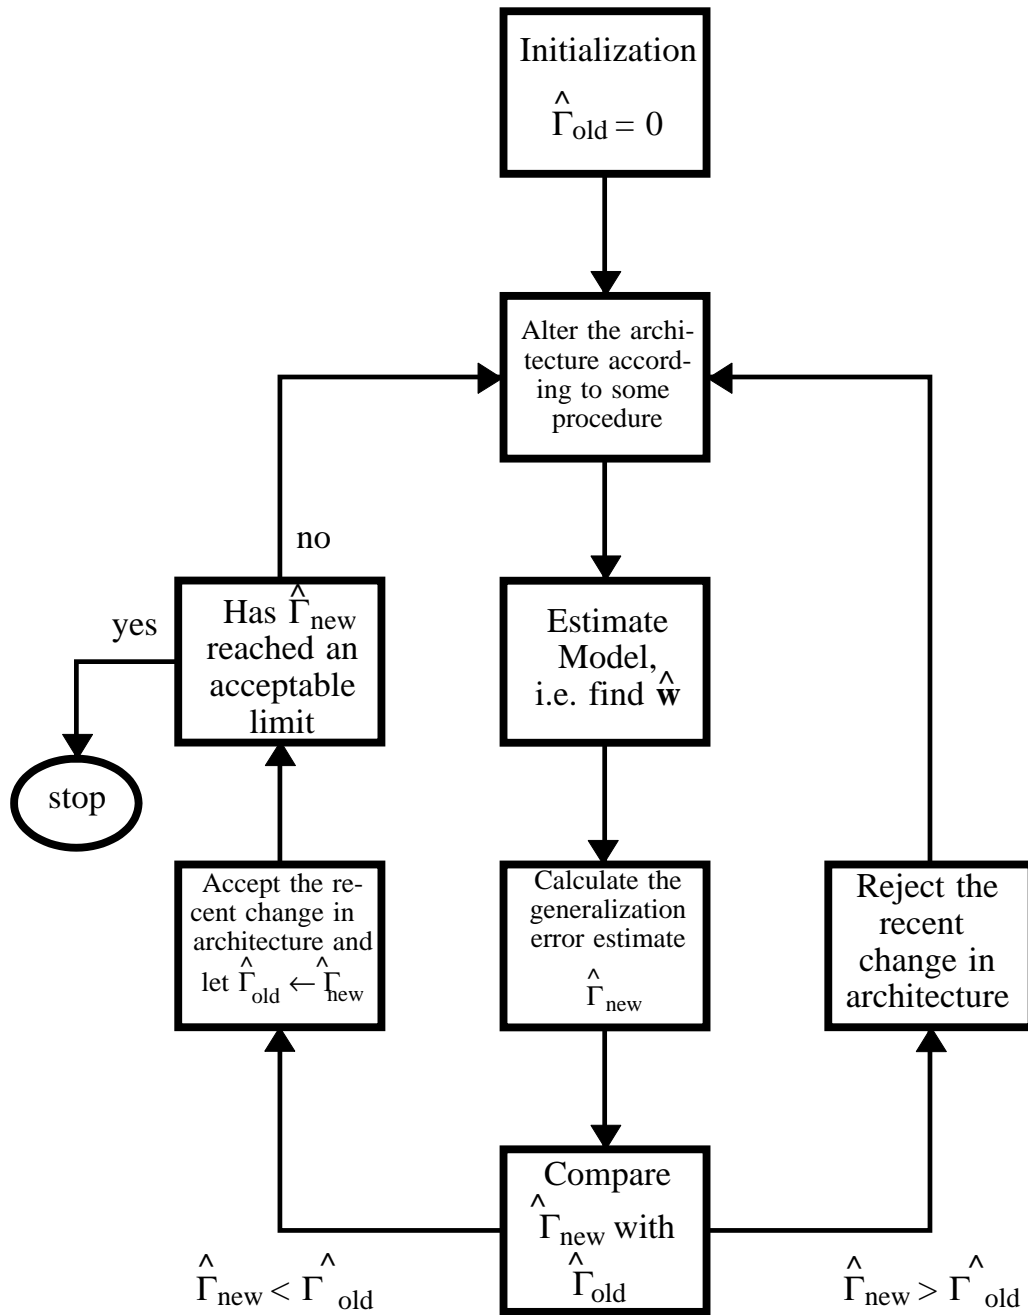 Initialization
Γ̂old = 0
Alter the archi-
tecture accord-
ing to some
procedure
no
yes
Has Γ̂new
reached an
acceptable
limit
Estimate
Model,
i.e. find ŵ
stop
Accept the re-
cent change in
architecture and
let Γ̂old ← Γ̂new
Calculate the
generalization
error estimate
Γ̂new
Reject the
recent
change in
architecture
Compare
Γ̂new with
Γ̂old
Γ̂new < Γ̂old
Γ̂new > Γ̂old